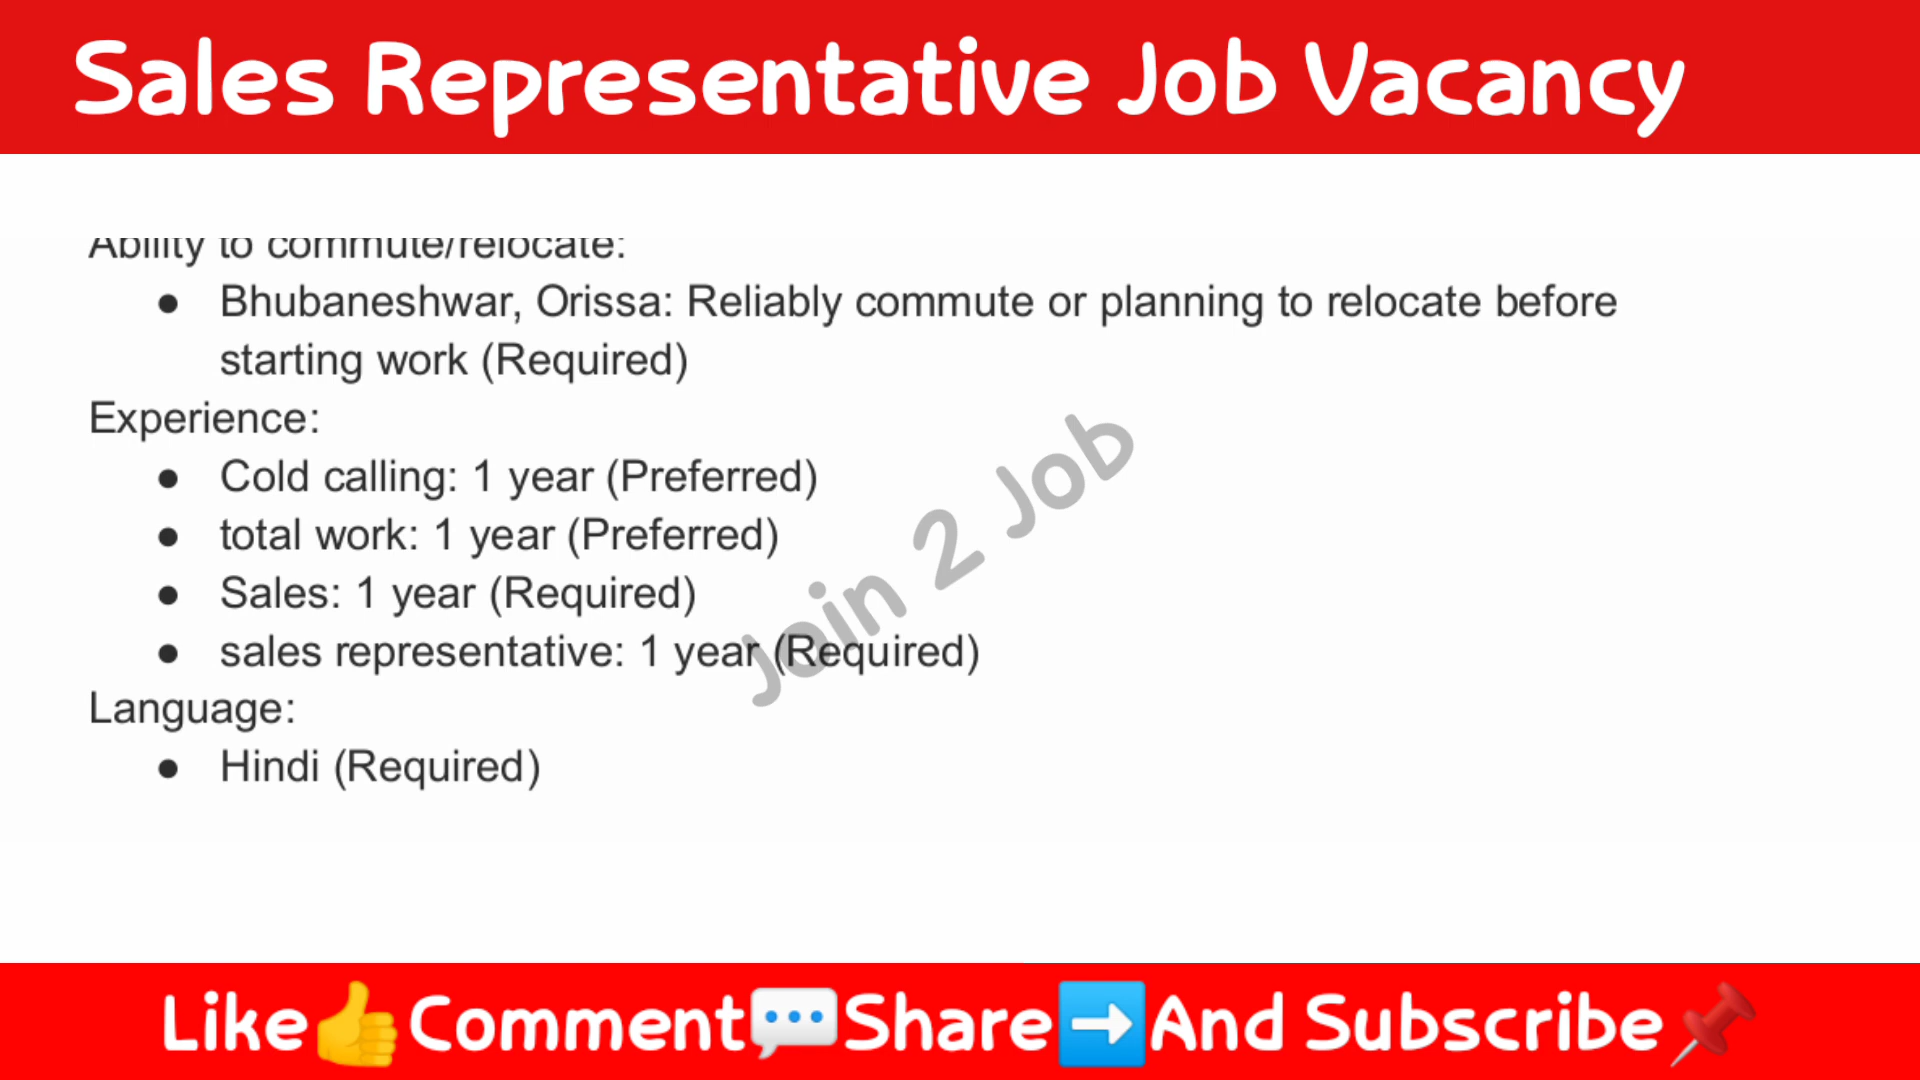 Sales Representative Job Vacancy
Ability to commute/relocate:
● Bhubaneshwar, Orissa: Reliably commute or planning to relocate before
starting work (Required)
Experience:
● Cold calling: 1 year (Preferred)
● total work: 1 year (Preferred)
● Sales: 1 year (Required)
● sales representative: 1 year (Required)
Language:
● Hindi (Required)
Join 2 Job
Like👍Comment💬Share➡️And Subscribe📌